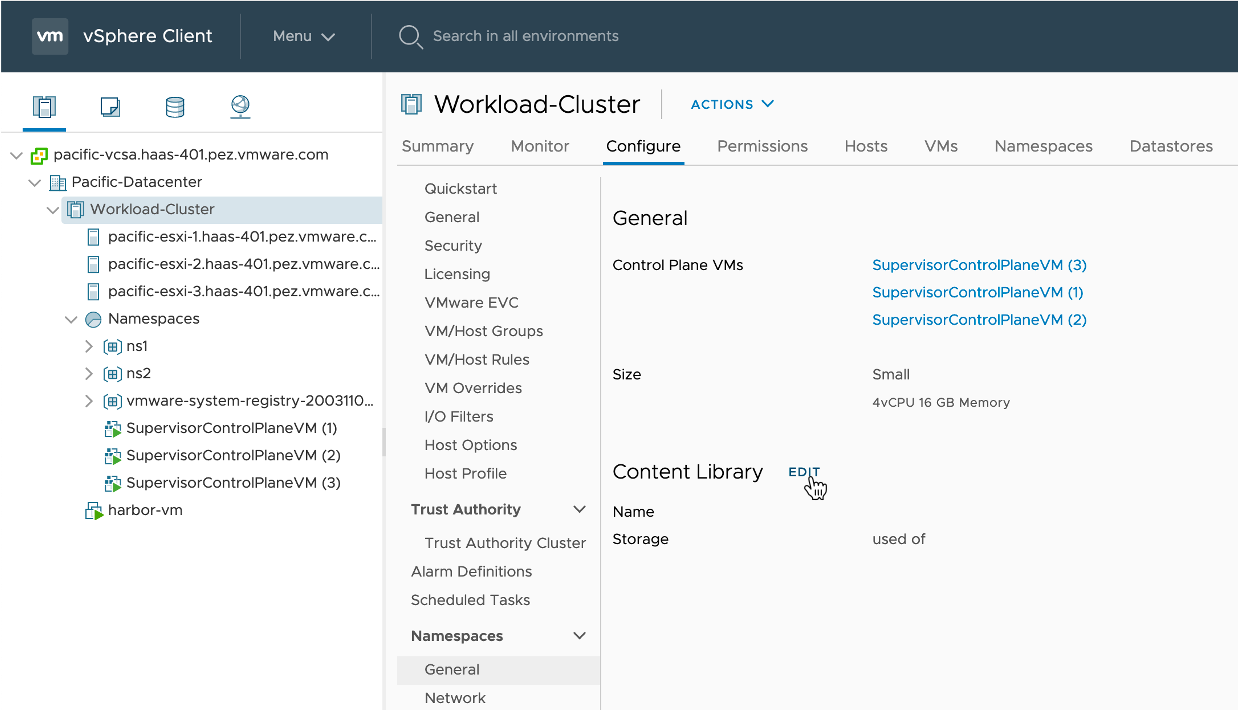 vm vSphere Client Menu Search in all environments
pacific-vcsa.haas-401.pez.vmware.com
Pacific-Datacenter
Workload-Cluster
pacific-esxi-1.haas-401.pez.vmware.c...
pacific-esxi-2.haas-401.pez.vmware.c...
pacific-esxi-3.haas-401.pez.vmware.c...
Namespaces
ns1
ns2
vmware-system-registry-2003110...
SupervisorControlPlaneVM (1)
SupervisorControlPlaneVM (2)
SupervisorControlPlaneVM (3)
harbor-vm
Workload-Cluster ACTIONS
Summary Monitor Configure Permissions Hosts VMs Namespaces Datastores
Quickstart
General
Security
Licensing
VMware EVC
VM/Host Groups
VM/Host Rules
VM Overrides
I/O Filters
Host Options
Host Profile
Trust Authority
Trust Authority Cluster
Alarm Definitions
Scheduled Tasks
Namespaces
General
Network
General
Control Plane VMs SupervisorControlPlaneVM (3)
SupervisorControlPlaneVM (1)
SupervisorControlPlaneVM (2)
Size Small
4vCPU 16 GB Memory
Content Library EDIT
Name
Storage used of